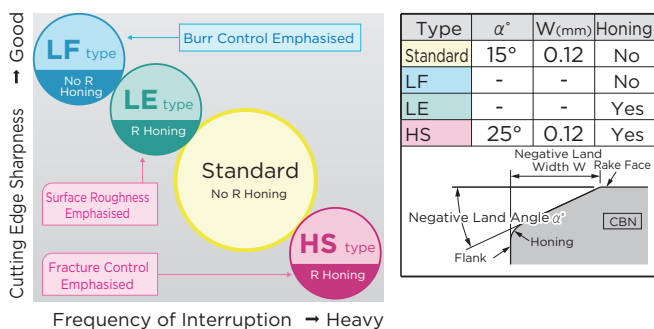 Cutting Edge Sharpness → Good
LF type
No R
Honing
Burr Control Emphasised
LE type
R Honing
Standard
No R Honing
Surface Roughness
Emphasised
HS type
R Honing
Fracture Control
Emphasised
Frequency of Interruption → Heavy
Type α° W(mm) Honing
Standard 15° 0.12 No
LF - - No
LE - - Yes
HS 25° 0.12 Yes
Negative Land
Width W
Rake Face
Negative Land Angle α°
CBN
Honing
Flank